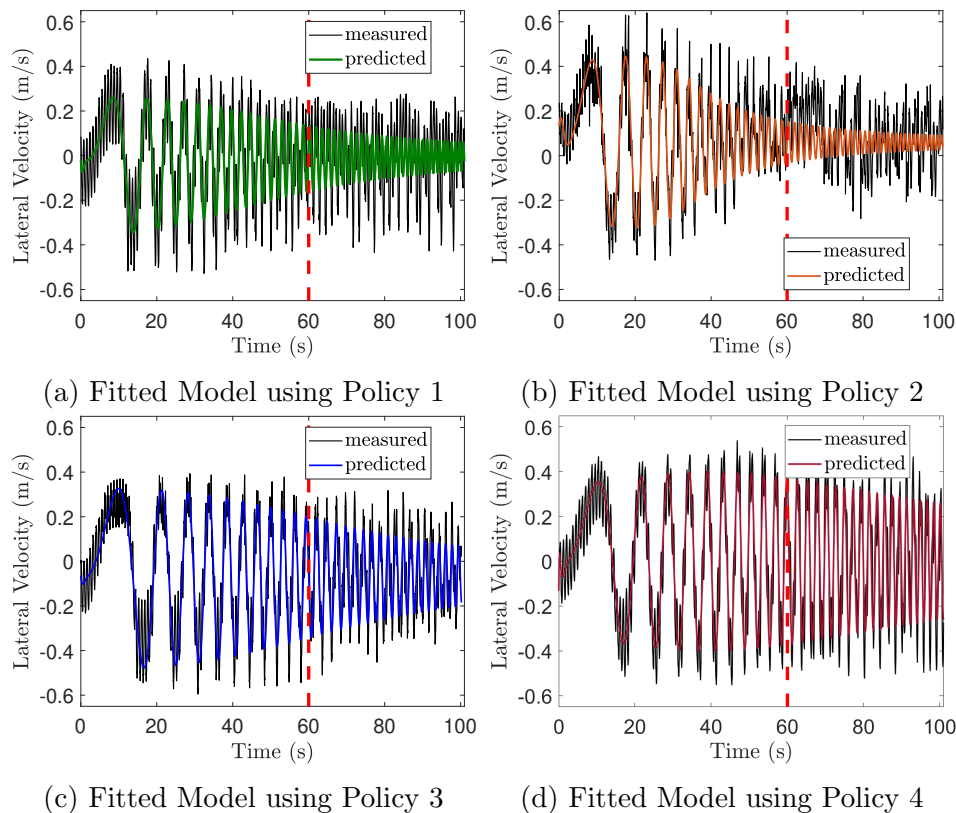 0.6
0.4
0.2
0
-0.2
-0.4
-0.6
Lateral Velocity (m/s)
measured
predicted
0 20 40 60 80 100
Time (s)
(a) Fitted Model using Policy 1
0.6
0.4
0.2
0
-0.2
-0.4
-0.6
Lateral Velocity (m/s)
measured
predicted
0 20 40 60 80 100
Time (s)
(b) Fitted Model using Policy 2
0.6
0.4
0.2
0
-0.2
-0.4
-0.6
Lateral Velocity (m/s)
measured
predicted
0 20 40 60 80 100
Time (s)
(c) Fitted Model using Policy 3
0.6
0.4
0.2
0
-0.2
-0.4
-0.6
Lateral Velocity (m/s)
measured
predicted
0 20 40 60 80 100
Time (s)
(d) Fitted Model using Policy 4